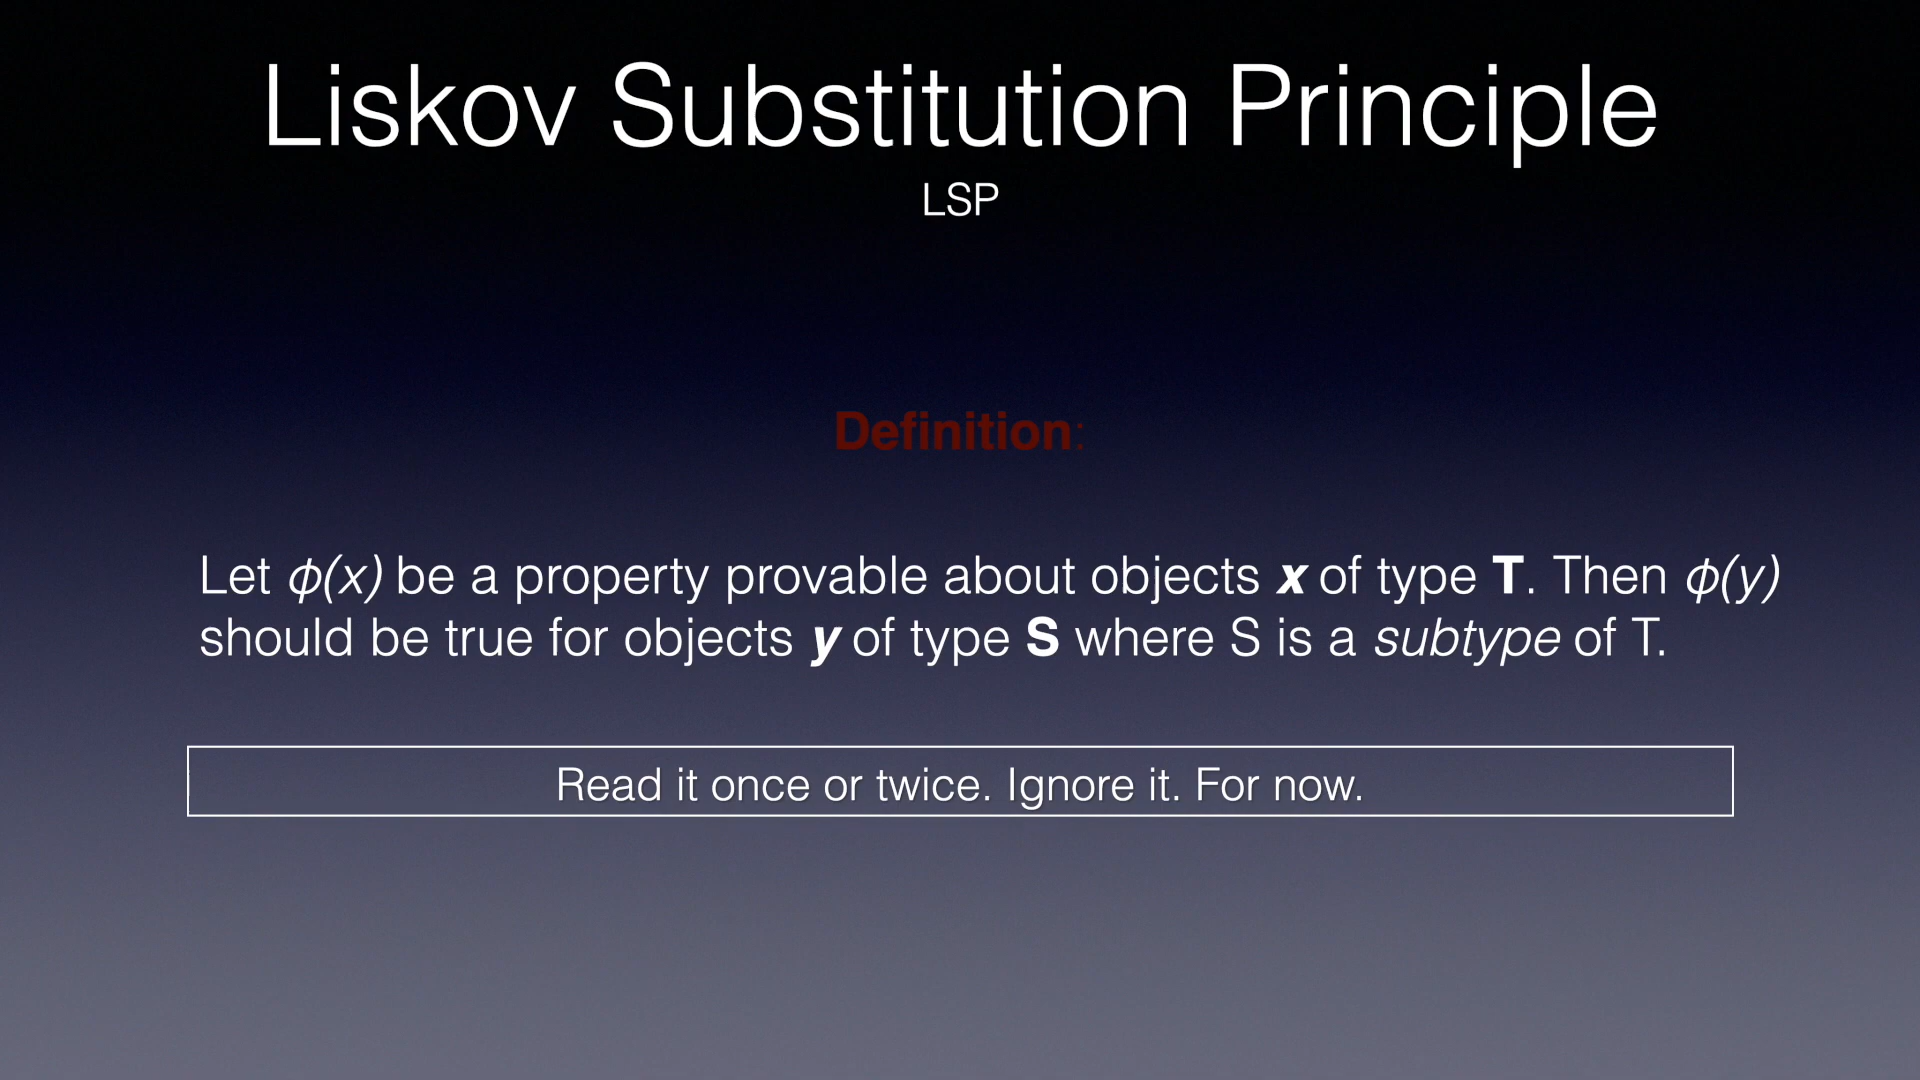 Liskov Substitution Principle
LSP
Definition:
Let ϕ(x) be a property provable about objects x of type T. Then ϕ(y)
should be true for objects y of type S where S is a subtype of T.
Read it once or twice. Ignore it. For now.